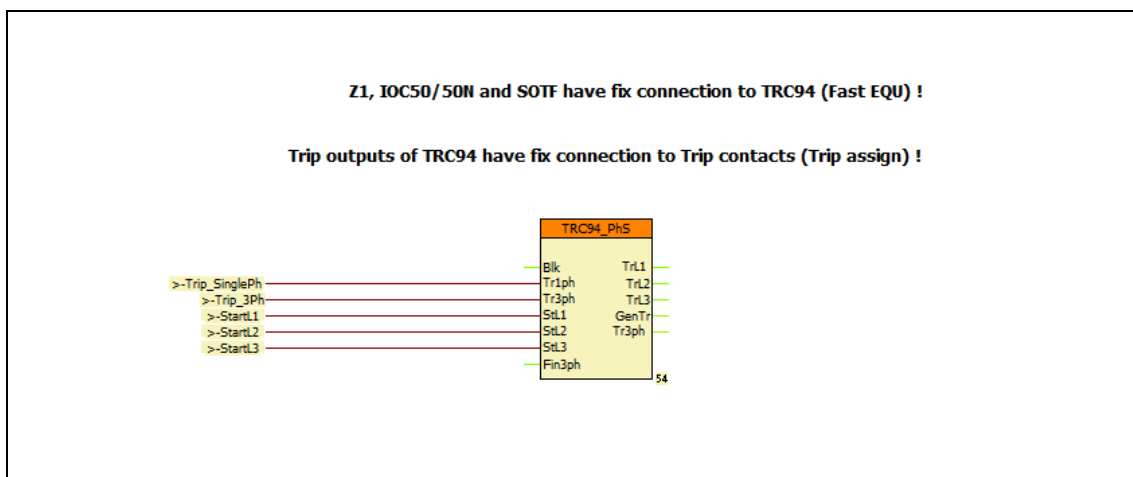 Z1, IOC50/50N and SOTF have fix connection to TRC94 (Fast EQU) !
Trip outputs of TRC94 have fix connection to Trip contacts (Trip assign) !
TRC94_PhS
Blk TrL1
>-Trip_SinglePh Tr1ph TrL2
>-Trip_3Ph Tr3ph TrL3
>-StartL1 StL1 GenTr
>-StartL2 StL2 Tr3ph
>-StartL3 StL3
Fin3ph
54